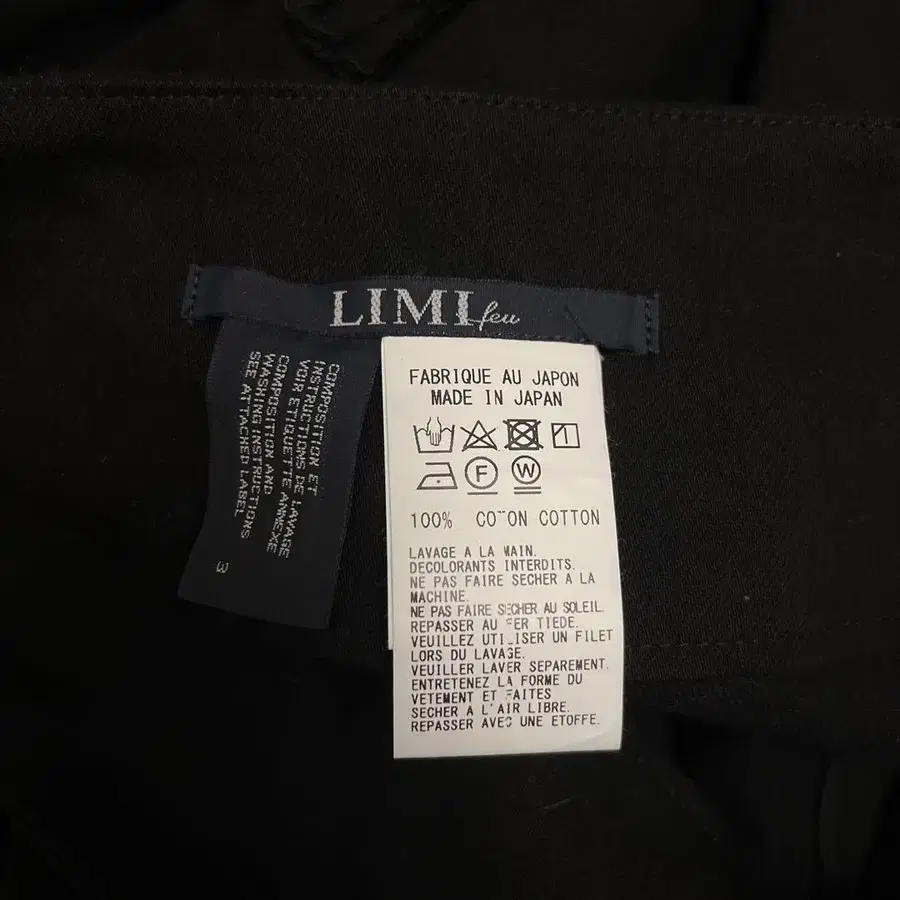 LIMI feu
COMPOSITION ET
INSTRUCTIONS DE LAVAGE
VOIR ETIQUETTE ANNEXE
COMPOSITION AND
WASHING INSTRUCTIONS
SEE ATTACHED LABEL
3
FABRIQUE AU JAPON
MADE IN JAPAN
F W
100% COTON COTTON
LAVAGE A LA MAIN.
DECOLORANTS INTERDITS.
NE PAS FAIRE SECHER A LA
MACHINE.
NE PAS FAIRE SECHER AU SOLEIL.
REPASSER AU FER TIEDE.
VEUILLEZ UTILISER UN FILET
LORS DU LAVAGE.
VEUILLER LAVER SEPAREMENT.
ENTRETENEZ LA FORME DU
VETEMENT ET FAITES
SECHER A L'AIR LIBRE.
REPASSER AVEC UNE ETOFFE.